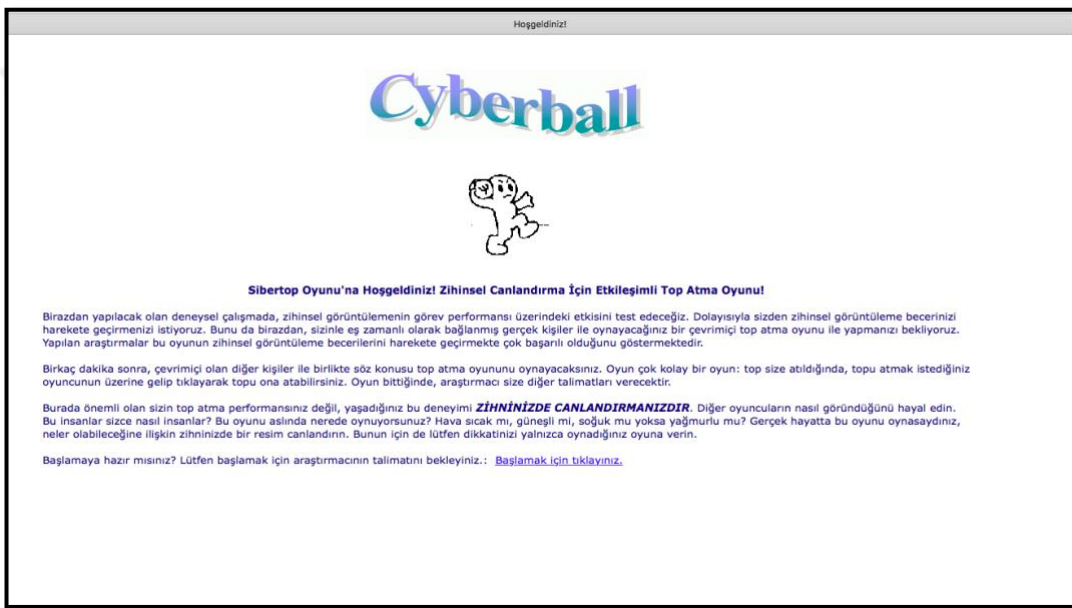 Hoşgeldiniz!
Cyberball
Sibertop Oyunu'na Hoşgeldiniz! Zihinsel Canlandırma İçin Etkileşimli Top Atma Oyunu!
Birazdan yapılacak olan deneysel çalışmada, zihinsel görüntülemenin görev performansı üzerindeki etkisini test edeceğiz. Dolayısıyla sizden zihinsel görüntüleme becerinizi
harekete geçirmenizi istiyoruz. Bunu da birazdan, sizinle eş zamanlı olarak bağlanmış gerçek kişiler ile oynayacağınız bir çevrimiçi top atma oyunu ile yapmanızı bekliyoruz.
Yapılan araştırmalar bu oyunun zihinsel görüntüleme becerilerini harekete geçirmekte çok başarılı olduğunu göstermektedir.
Birkaç dakika sonra, çevrimiçi olan diğer kişiler ile birlikte söz konusu top atma oyununu oynayacaksınız. Oyun çok kolay bir oyun: top size atıldığında, topu atmak istediğiniz
oyuncunun üzerine gelip tıklayarak topu ona atabilirsiniz. Oyun bittiğinde, araştırmacı size diğer talimatları verecektir.
Burada önemli olan sizin top atma performansınız değil, yaşadığınız bu deneyimi ZİHNİNİZDE CANLANDIRMANIZDIR. Diğer oyuncuların nasıl göründüğünü hayal edin.
Bu insanlar sizce nasıl insanlar? Bu oyunu aslında nerede oynuyorsunuz? Hava sıcak mı, güneşli mi, soğuk mu yoksa yağmurlu mu? Gerçek hayatta bu oyunu oynasaydınız,
neler olabileceğine ilişkin zihninizde bir resim canlandırın. Bunun için de lütfen dikkatinizi yalnızca oynadığınız oyuna verin.
Başlamaya hazır mısınız? Lütfen başlamak için araştırmacının talimatını bekleyiniz.: Başlamak için tıklayınız.